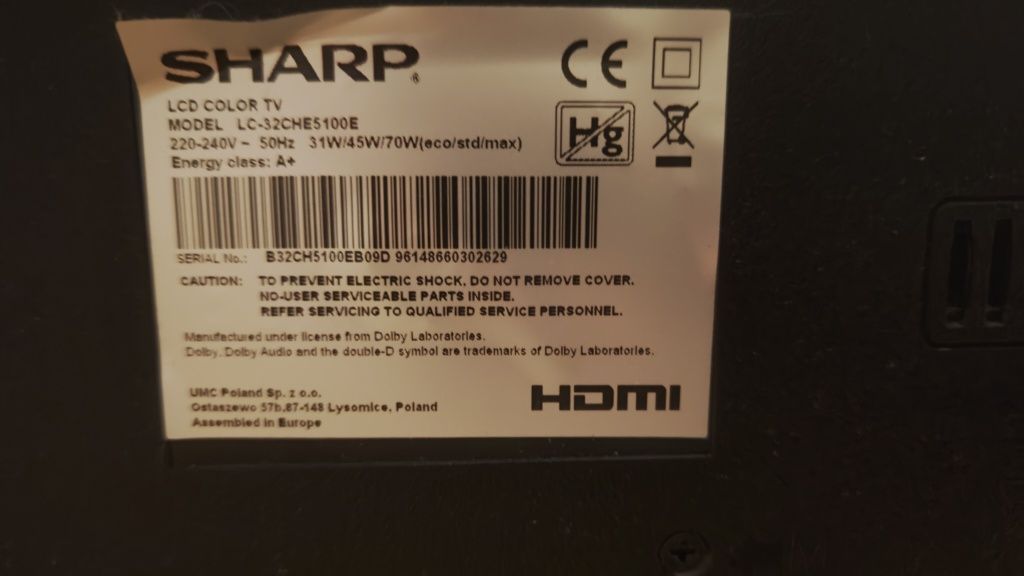 SHARP®
LCD COLOR TV
MODEL LC-32CHE5100E
220-240V ~ 50Hz 31W/45W/70W(eco/std/max)
Energy class: A+
CE
Hg
SERIAL No.: B32CH5100EB09D 96148660302629
CAUTION: TO PREVENT ELECTRIC SHOCK, DO NOT REMOVE COVER.
NO-USER SERVICEABLE PARTS INSIDE.
REFER SERVICING TO QUALIFIED SERVICE PERSONNEL.
Manufactured under license from Dolby Laboratories.
Dolby, Dolby Audio and the double-D symbol are trademarks of Dolby Laboratories.
UMC Poland Sp. z o.o.
Ostaszewo 57b,87-148 Lysomice, Poland
Assembled in Europe
HDMI